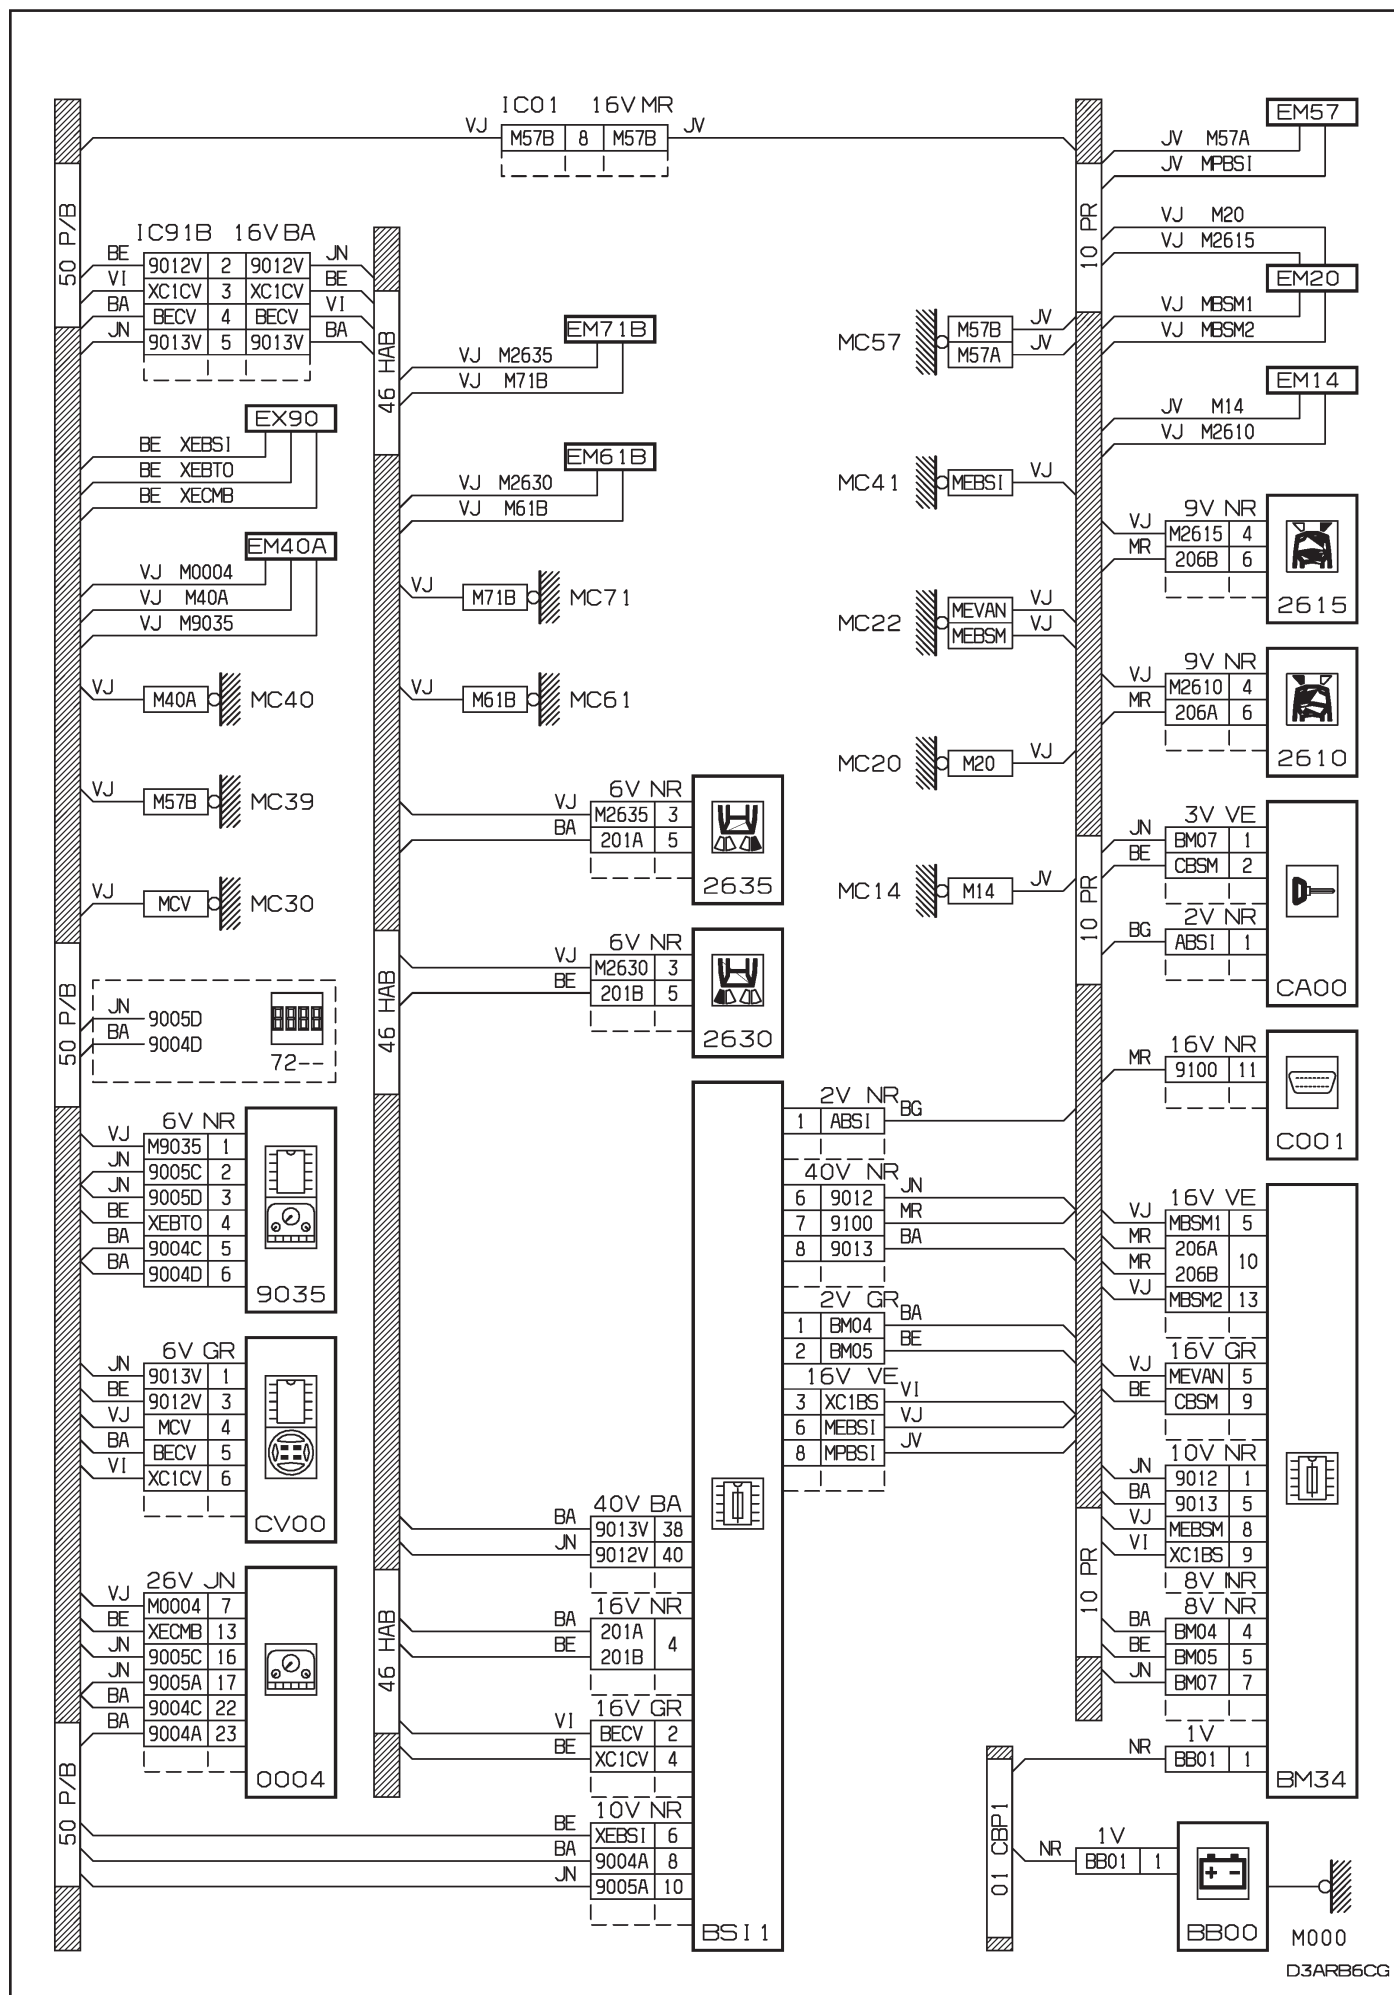 IC01 16V MR
VJ M57B 8 M57B JV
50 P/B
IC91B 16V BA
BE 9012V 2 9012V JN
VI XC1CV 3 XC1CV BE
BA BECV 4 BECV VI
JN 9013V 5 9013V BA
EX90
BE XEBSI
BE XEBTO
BE XECMB
EM40A
VJ M0004
VJ M40A
VJ M9035
VJ M40A MC40
VJ M57B MC39
VJ MCV MC30
50 P/B
JN 9005D
BA 9004D
72--
6V NR
VJ M9035 1
JN 9005C 2
JN 9005D 3
BE XEBTO 4
BA 9004C 5
BA 9004D 6
9035
6V GR
JN 9013V 1
BE 9012V 3
VJ MCV 4
BA BECV 5
VI XC1CV 6
CV00
26V JN
VJ M0004 7
BE XECMB 13
JN 9005C 16
JN 9005A 17
BA 9004C 22
BA 9004A 23
0004
50 P/B
46 HAB
EM71B
VJ M2635
VJ M71B
EM61B
VJ M2630
VJ M61B
VJ M71B MC71
VJ M61B MC61
6V NR
VJ M2635 3
BA 201A 5
2635
46 HAB
6V NR
VJ M2630 3
BE 201B 5
2630
2V NR
1 ABSI BG
40V NR
6 9012 JN
7 9100 MR
8 9013 BA
2V GR
1 BM04 BA
2 BM05 BE
16V VE
3 XC1BS VI
6 MEBSI VJ
8 MPBSI JV
40V BA
BA 9013V 38
JN 9012V 40
46 HAB
16V NR
BA 201A 4
BE 201B
16V GR
VI BECV 2
BE XC1CV 4
10V NR
BE XEBSI 6
BA 9004A 8
JN 9005A 10
BSI1
MC57 M57B JV
M57A JV
MC41 MEBSI VJ
MC22 MEVAN VJ
MEBSM VJ
MC20 M20 VJ
MC14 M14 JV
10 PR
EM57
JV M57A
JV MPBSI
VJ M20
VJ M2615
EM20
VJ MBSM1
VJ MBSM2
EM14
JV M14
VJ M2610
9V NR
VJ M2615 4
MR 206B 6
2615
9V NR
VJ M2610 4
MR 206A 6
2610
10 PR
3V VE
JN BM07 1
BE CBSM 2
2V NR
BG ABSI 1
CA00
16V NR
MR 9100 11
C001
16V VE
VJ MBSM1 5
MR 206A 10
MR 206B
VJ MBSM2 13
16V GR
VJ MEVAN 5
BE CBSM 9
10V NR
JN 9012 1
BA 9013 5
VJ MEBSM 8
VI XC1BS 9
10 PR
8V NR
8V NR
BA BM04 4
BE BM05 5
JN BM07 7
1V
NR BB01 1
BM34
01 CBP1
1V
NR BB01 1
BB00
M000
D3ARB6CG